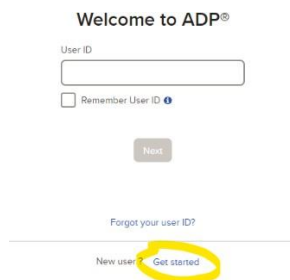 Welcome to ADP®
User ID
Remember User ID
Next
Forgot your user ID?
New user? Get started